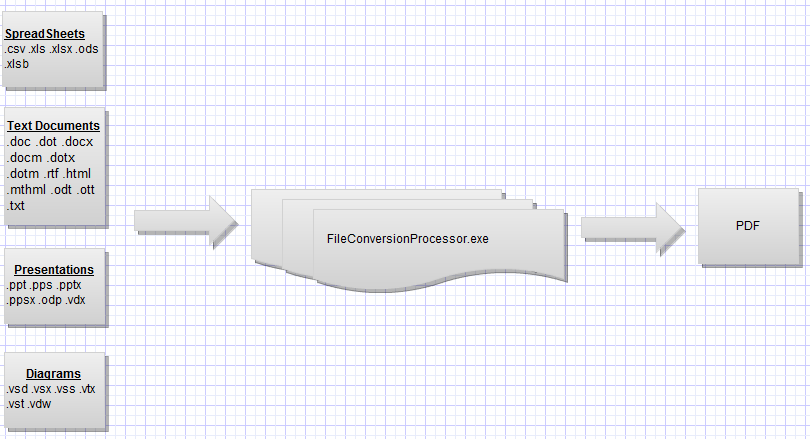 SpreadSheets
.csv .xls .xlsx .ods
.xlsb
Text Documents
.doc .dot .docx
.docm .dotx
.dotm .rtf .html
.mthml .odt .ott
.txt
Presentations
.ppt .pps .pptx
.ppsx .odp .vdx
Diagrams
.vsd .vsx .vss .vtx
.vst .vdw
FileConversionProcessor.exe
PDF